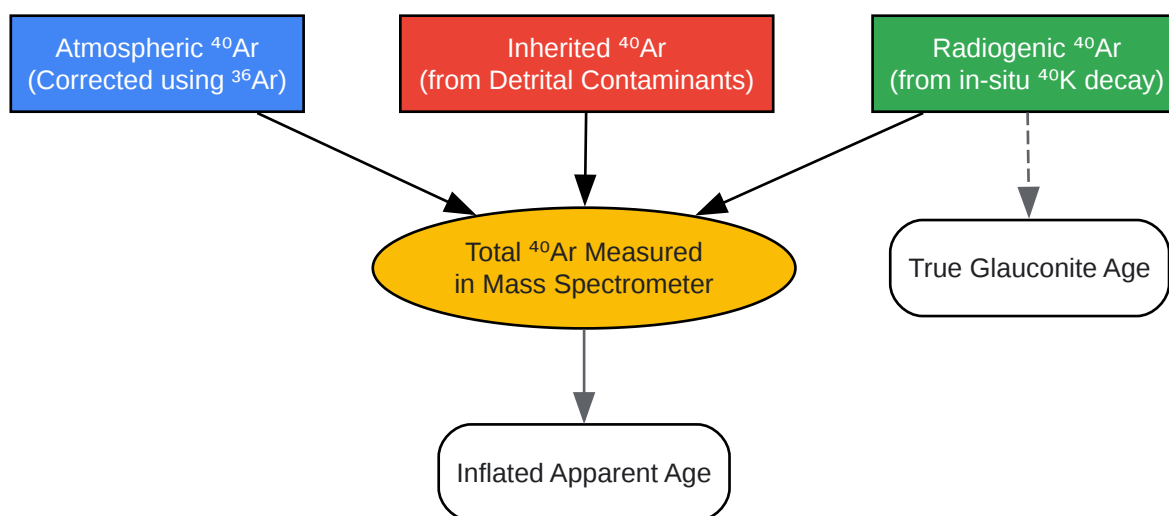 Atmospheric ⁴⁰Ar
(Corrected using ³⁶Ar)
Inherited ⁴⁰Ar
(from Detrital Contaminants)
Radiogenic ⁴⁰Ar
(from in-situ ⁴⁰K decay)
Total ⁴⁰Ar Measured
in Mass Spectrometer
True Glauconite Age
Inflated Apparent Age